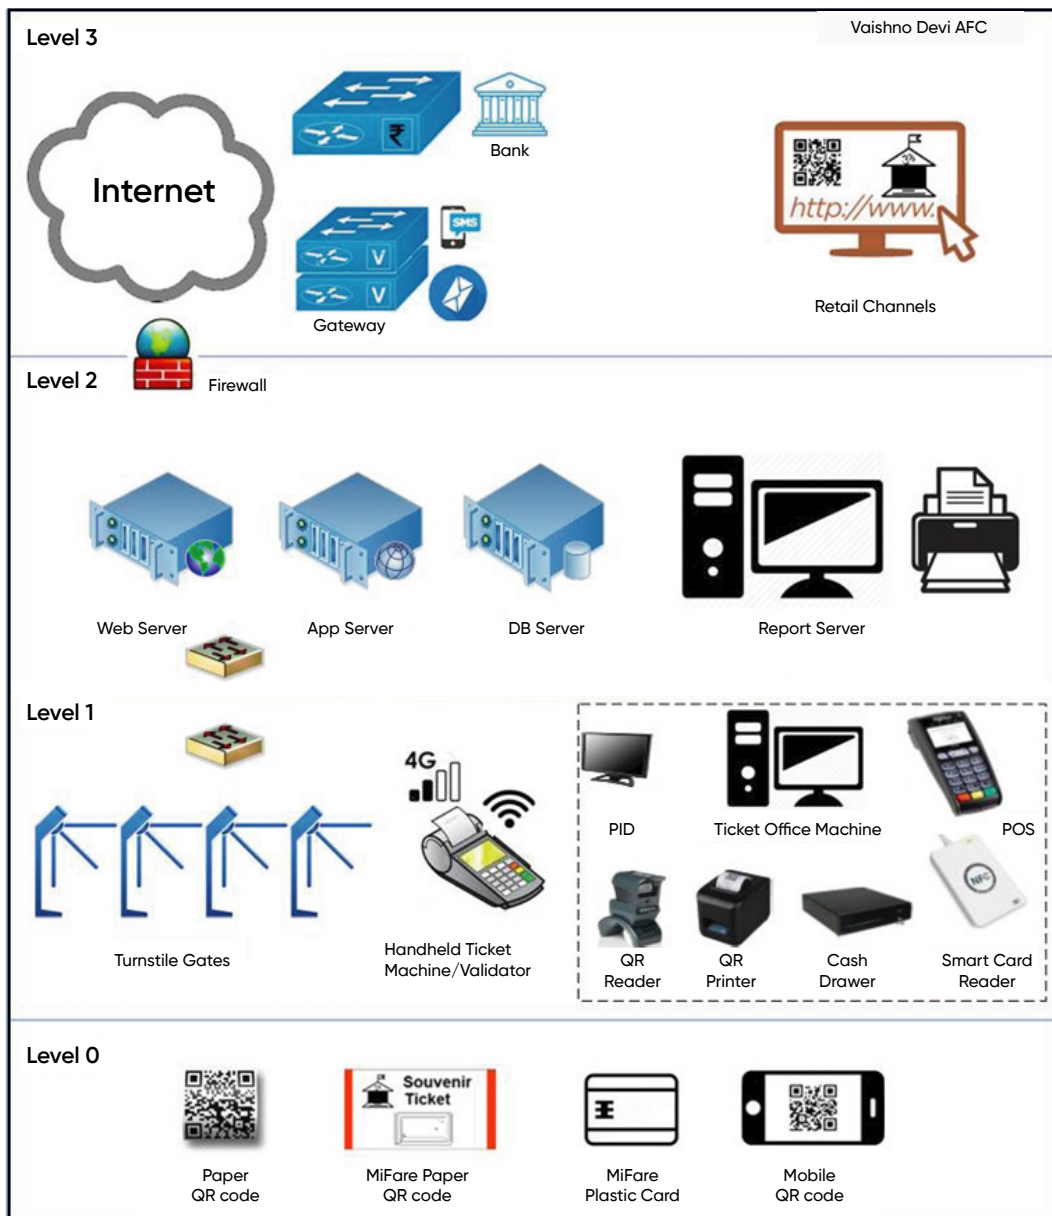 Level 3
Vaishno Devi AFC
Internet
₹
Bank
SMS
V
V
Gateway
http://www.
Retail Channels
Level 2
Firewall
Web Server
App Server
DB Server
Report Server
Level 1
4G
PID
Ticket Office Machine
POS
NFC
Turnstile Gates
Handheld Ticket
Machine/Validator
QR
Reader
QR
Printer
Cash
Drawer
Smart Card
Reader
Level 0
Souvenir
Ticket
Paper
QR code
MiFare Paper
QR code
MiFare
Plastic Card
Mobile
QR code